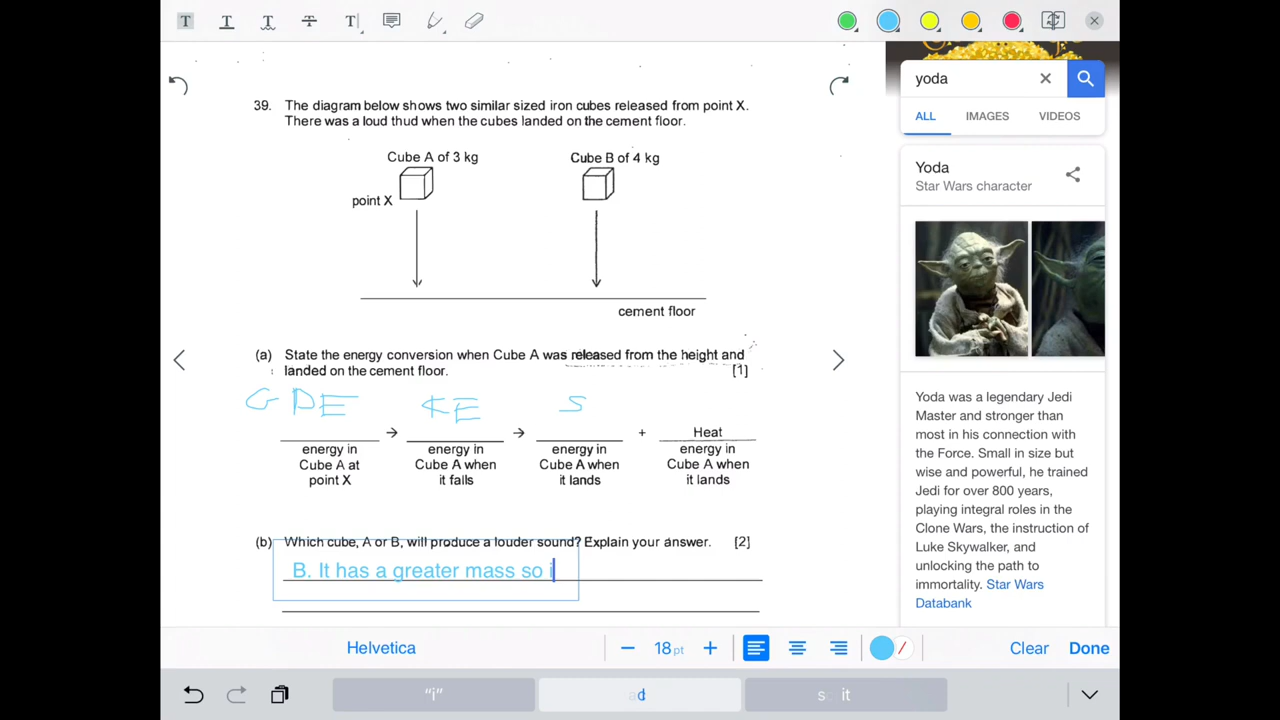 39. The diagram below shows two similar sized iron cubes released from point X.
There was a loud thud when the cubes landed on the cement floor.
Cube A of 3 kg
Cube B of 4 kg
point X
cement floor
(a) State the energy conversion when Cube A was released from the height and
landed on the cement floor. [1]
GPE → KE → S + Heat
energy in
Cube A at
point X
energy in
Cube A when
it falls
energy in
Cube A when
it lands
energy in
Cube A when
it lands
(b) Which cube, A or B, will produce a louder sound? Explain your answer. [2]
B. It has a greater mass so i
yoda
ALL IMAGES VIDEOS
Yoda
Star Wars character
Yoda was a legendary Jedi
Master and stronger than
most in his connection with
the Force. Small in size but
wise and powerful, he trained
Jedi for over 800 years,
playing integral roles in the
Clone Wars, the instruction of
Luke Skywalker, and
unlocking the path to
immortality. Star Wars
Databank
Helvetica
18 pt
Clear Done
"i"